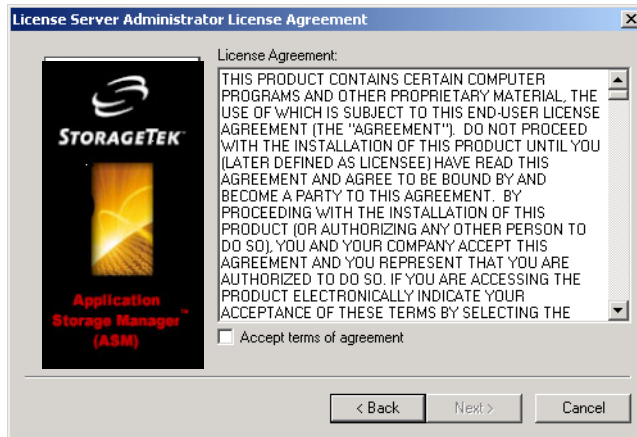 License Server Administrator License Agreement
License Agreement:
THIS PRODUCT CONTAINS CERTAIN COMPUTER
PROGRAMS AND OTHER PROPRIETARY MATERIAL, THE
USE OF WHICH IS SUBJECT TO THIS END-USER LICENSE
AGREEMENT (THE "AGREEMENT"). DO NOT PROCEED
WITH THE INSTALLATION OF THIS PRODUCT UNTIL YOU
(LATER DEFINED AS LICENSEE) HAVE READ THIS
AGREEMENT AND AGREE TO BE BOUND BY AND
BECOME A PARTY TO THIS AGREEMENT. BY
PROCEEDING WITH THE INSTALLATION OF THIS
PRODUCT (OR AUTHORIZING ANY OTHER PERSON TO
DO SO), YOU AND YOUR COMPANY ACCEPT THIS
AGREEMENT AND YOU REPRESENT THAT YOU ARE
AUTHORIZED TO DO SO. IF YOU ARE ACCESSING THE
PRODUCT ELECTRONICALLY INDICATE YOUR
ACCEPTANCE OF THESE TERMS BY SELECTING THE
STORAGETEK
Application
Storage Manager™
(ASM)
Accept terms of agreement
< Back
Next >
Cancel